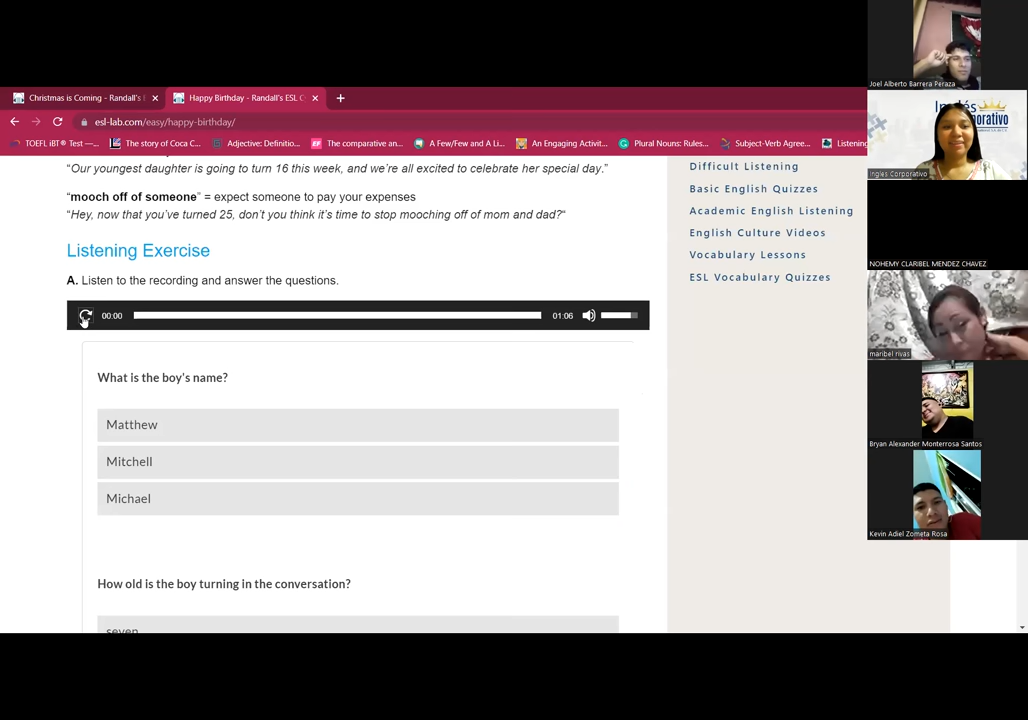 Christmas is Coming - Randall's E
Happy Birthday - Randall's ESL C
esl-lab.com/easy/happy-birthday/
TOEFL iBT® Test —...
The story of Coca C...
Adjective: Definitio...
The comparative an...
A Few/Few and A Li...
An Engaging Activit...
Plural Nouns: Rules...
Subject-Verb Agree...
Listening
"Our youngest daughter is going to turn 16 this week, and we're all excited to celebrate her special day."
"mooch off of someone" = expect someone to pay your expenses
"Hey, now that you've turned 25, don't you think it's time to stop mooching off of mom and dad?"
Listening Exercise
A. Listen to the recording and answer the questions.
00:00
01:06
What is the boy's name?
Matthew
Mitchell
Michael
How old is the boy turning in the conversation?
seven
Difficult Listening
Basic English Quizzes
Academic English Listening
English Culture Videos
Vocabulary Lessons
ESL Vocabulary Quizzes
Joel Alberto Barrera Peraza
Ingles Corporativo
NOHEMY CLARIBEL MENDEZ CHAVEZ
maribel rivas
Bryan Alexander Monterrosa Santos
Kevin Adiel Zometa Rosa